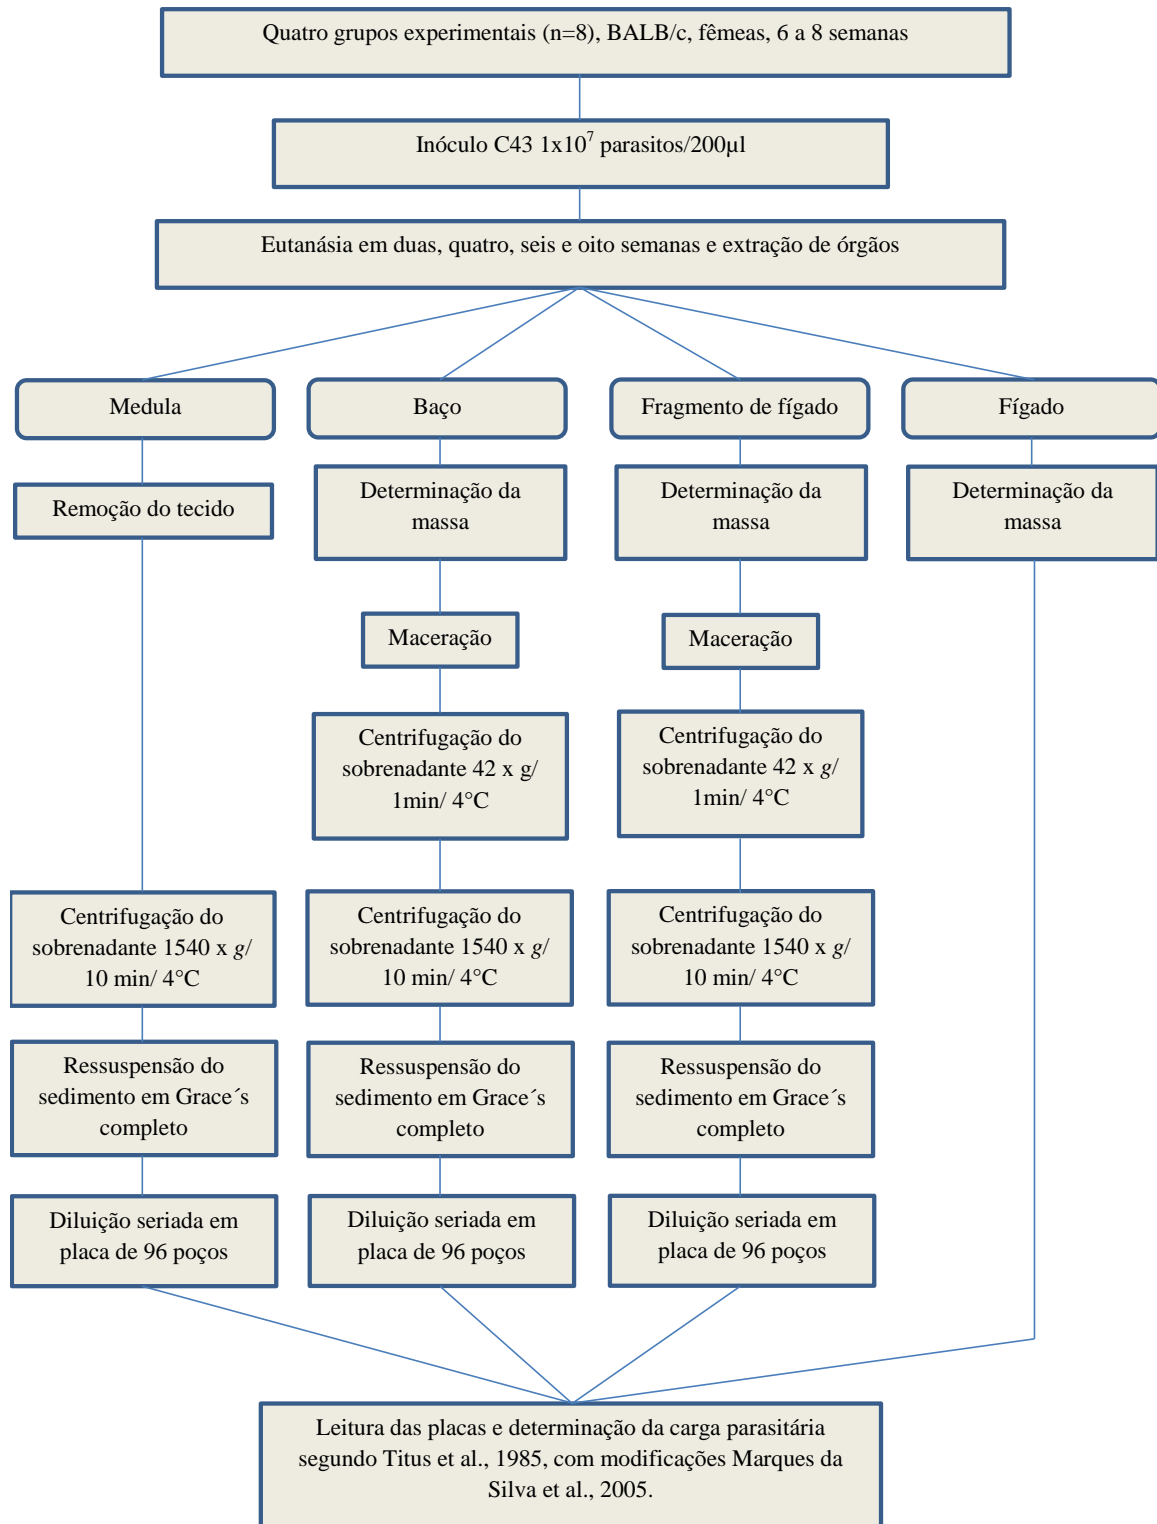 Quatro grupos experimentais (n=8), BALB/c, fêmeas, 6 a 8 semanas
Inóculo C43 1x10⁷ parasitos/200µl
Eutanásia em duas, quatro, seis e oito semanas e extração de órgãos
Medula
Baço
Fragmento de fígado
Fígado
Remoção do tecido
Determinação da
massa
Determinação da
massa
Determinação da
massa
Maceração
Maceração
Centrifugação do
sobrenadante 42 x g/
1min/ 4°C
Centrifugação do
sobrenadante 42 x g/
1min/ 4°C
Centrifugação do
sobrenadante 1540 x g/
10 min/ 4°C
Centrifugação do
sobrenadante 1540 x g/
10 min/ 4°C
Centrifugação do
sobrenadante 1540 x g/
10 min/ 4°C
Ressuspensão do
sedimento em Grace´s
completo
Ressuspensão do
sedimento em Grace´s
completo
Ressuspensão do
sedimento em Grace´s
completo
Diluição seriada em
placa de 96 poços
Diluição seriada em
placa de 96 poços
Diluição seriada em
placa de 96 poços
Leitura das placas e determinação da carga parasitária
segundo Titus et al., 1985, com modificações Marques da
Silva et al., 2005.